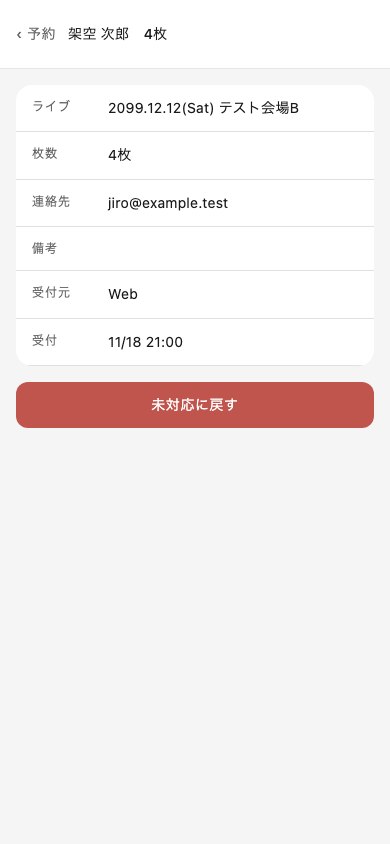 ‹ 予約 架空 次郎 4枚
ライブ 2099.12.12(Sat) テスト会場B
枚数 4枚
連絡先 jiro@example.test
備考
受付元 Web
受付 11/18 21:00
未対応に戻す